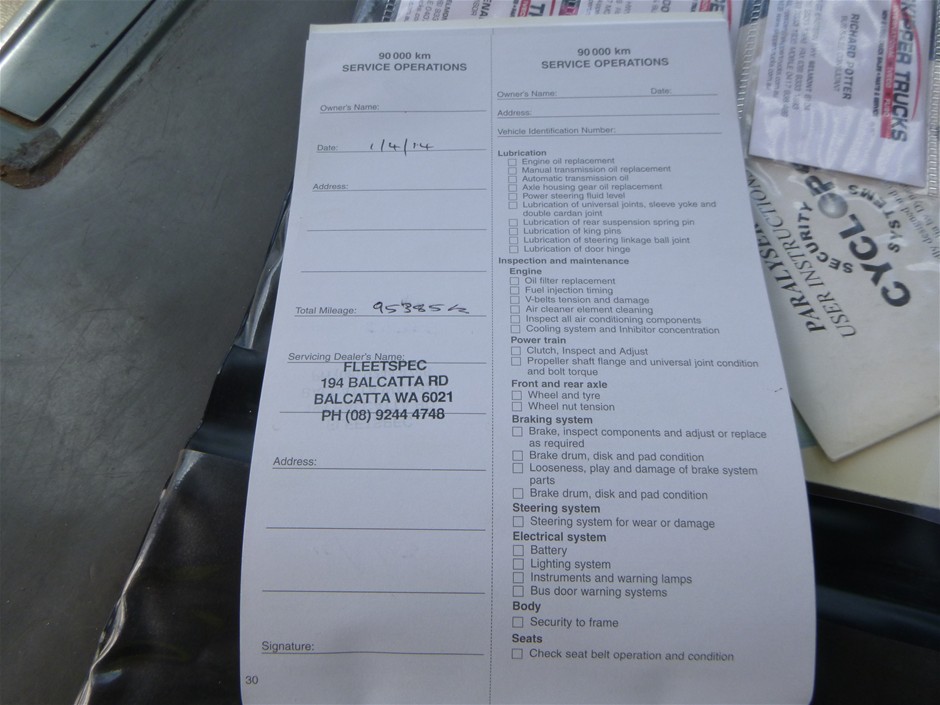 90 000 km
SERVICE OPERATIONS
Owner's Name:
Date: 1/4/14
Address:
Total Mileage: 95385 k
Servicing Dealer's Name:
FLEETSPEC
194 BALCATTA RD
BALCATTA WA 6021
PH (08) 9244 4748
Address:
Signature:
30
90 000 km
SERVICE OPERATIONS
Owner's Name: Date:
Address:
Vehicle Identification Number:
Lubrication
Engine oil replacement
Manual transmission oil replacement
Automatic transmission oil
Axle housing gear oil replacement
Power steering fluid level
Lubrication of universal joints, sleeve yoke and
double cardan joint
Lubrication of rear suspension spring pin
Lubrication of king pins
Lubrication of steering linkage ball joint
Lubrication of door hinge
Inspection and maintenance
Engine
Oil filter replacement
Fuel injection timing
V-belts tension and damage
Air cleaner element cleaning
Inspect all air conditioning components
Cooling system and Inhibitor concentration
Power train
Clutch, Inspect and Adjust
Propeller shaft flange and universal joint condition
and bolt torque
Front and rear axle
Wheel and tyre
Wheel nut tension
Braking system
Brake, inspect components and adjust or replace
as required
Brake drum, disk and pad condition
Looseness, play and damage of brake system
parts
Brake drum, disk and pad condition
Steering system
Steering system for wear or damage
Electrical system
Battery
Lighting system
Instruments and warning lamps
Bus door warning systems
Body
Security to frame
Seats
Check seat belt operation and condition
TRUCKS
RICHARD POTTER
CYCLOPS
SECURITY SYSTEMS
PARALYSER
USER INSTRUCTION